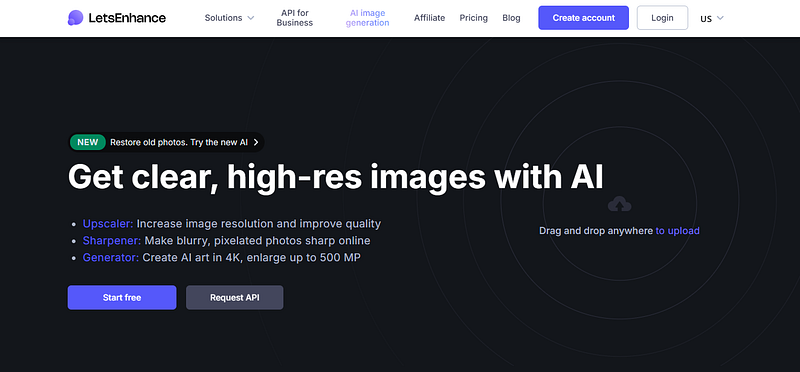 LetsEnhance
Solutions
API for
Business
AI image
generation
Affiliate
Pricing
Blog
Create account
Login
US
NEW Restore old photos. Try the new AI
Get clear, high-res images with AI
Upscaler: Increase image resolution and improve quality
Sharpener: Make blurry, pixelated photos sharp online
Generator: Create AI art in 4K, enlarge up to 500 MP
Drag and drop anywhere to upload
Start free
Request API